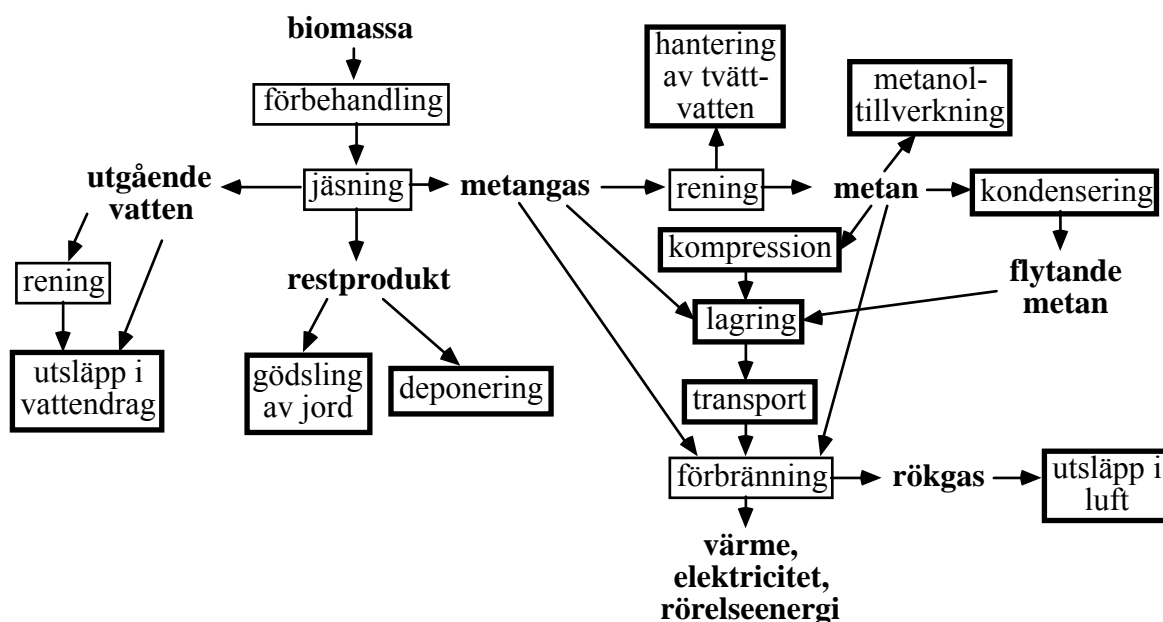 biomassa
förbehandling
hantering
av tvätt-
vatten
metanol-
tillverkning
utgående
vatten
jäsning
metangas
rening
metan
kondensering
kompression
rening
restprodukt
flytande
metan
lagring
utsläpp i
vattendrag
gödsling
av jord
deponering
transport
förbränning
rökgas
utsläpp i
luft
värme,
elektricitet,
rörelseenergi